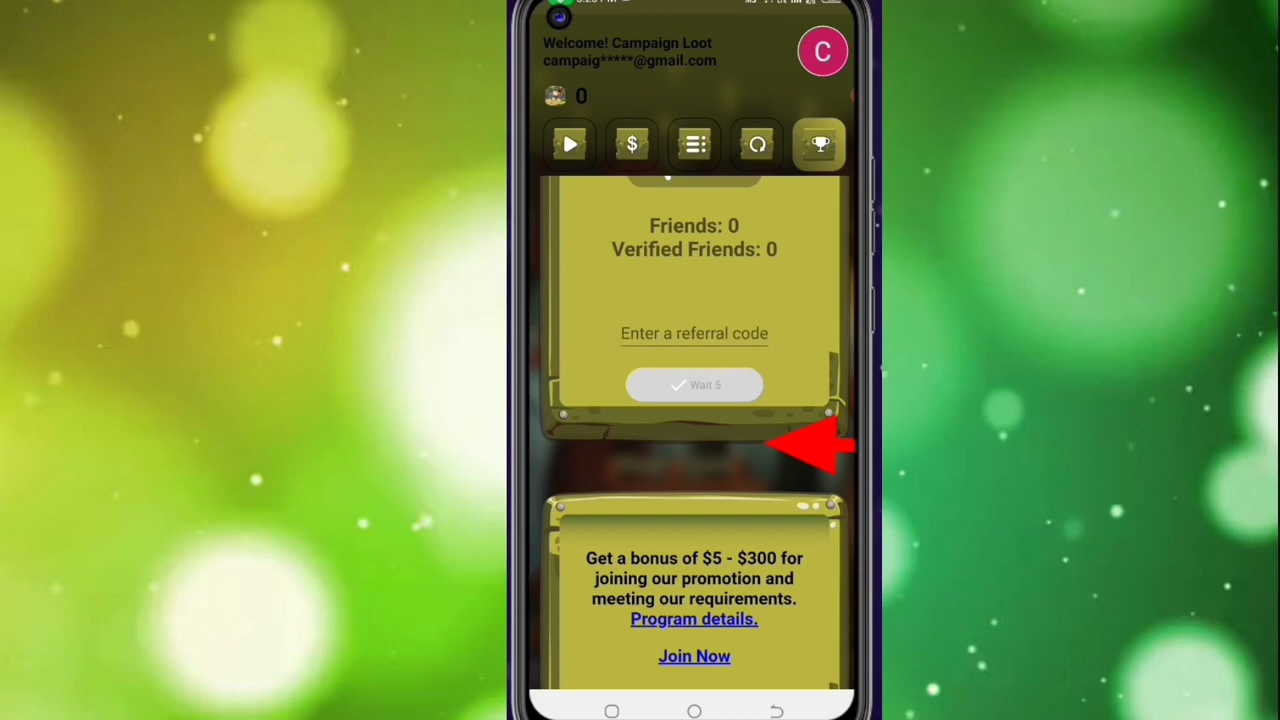 Welcome! Campaign Loot
campaig*****@gmail.com
C
0
$
Friends: 0
Verified Friends: 0
Enter a referral code
Wait 5
Get a bonus of $5 - $300 for
joining our promotion and
meeting our requirements.
Program details.
Join Now